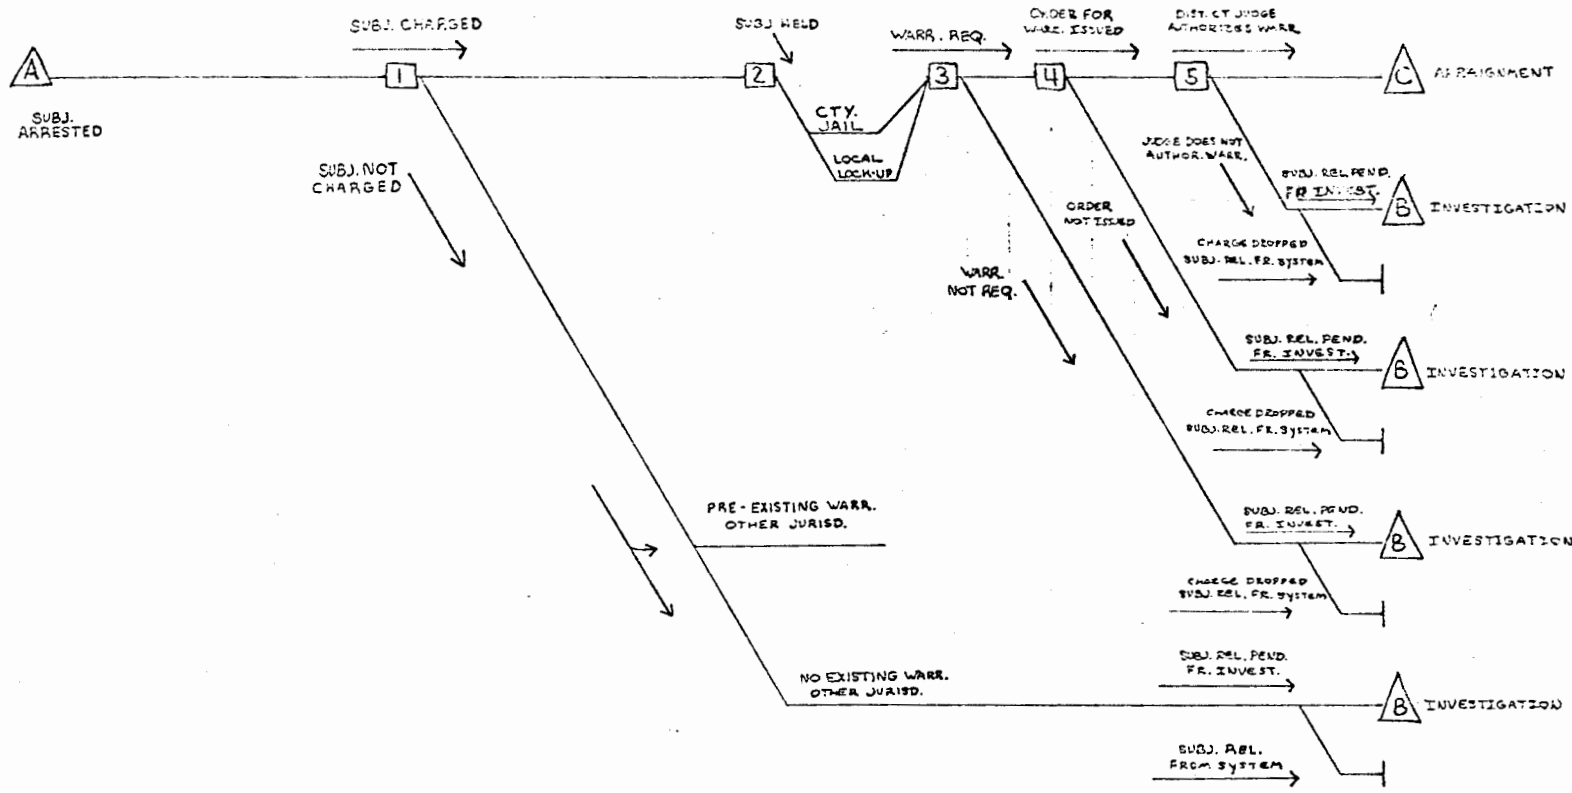 SUBJ. CHARGED
SUBJ. HELD
WARR. REQ.
ORDER FOR
WARR. ISSUED
DIST. CT JUDGE
AUTHORIZES WARR
A
1
2
3
4
5
C
ARRAIGNMENT
SUBJ.
ARRESTED
CTY.
JAIL
LOCAL
LOCK-UP
SUBJ. NOT
CHARGED
JUDGE DOES NOT
AUTHOR. WARR.
SUBJ. REL. PEND.
FR INVEST.
B
INVESTIGATION
ORDER
NOT ISSUED
CHARGE DROPPED
SUBJ. REL. FR. SYSTEM
WARR.
NOT REQ.
SUBJ. REL. PEND.
FR. INVEST.
B
INVESTIGATION
CHARGE DROPPED
SUBJ. REL. FR. SYSTEM
PRE-EXISTING WARR.
OTHER JURISD.
SUBJ. REL. PEND.
FR. INVEST.
B
INVESTIGATION
CHARGE DROPPED
SUBJ. REL. FR. SYSTEM
NO EXISTING WARR.
OTHER JURISD.
SUBJ. REL. PEND.
FR. INVEST.
B
INVESTIGATION
SUBJ. REL.
FROM SYSTEM